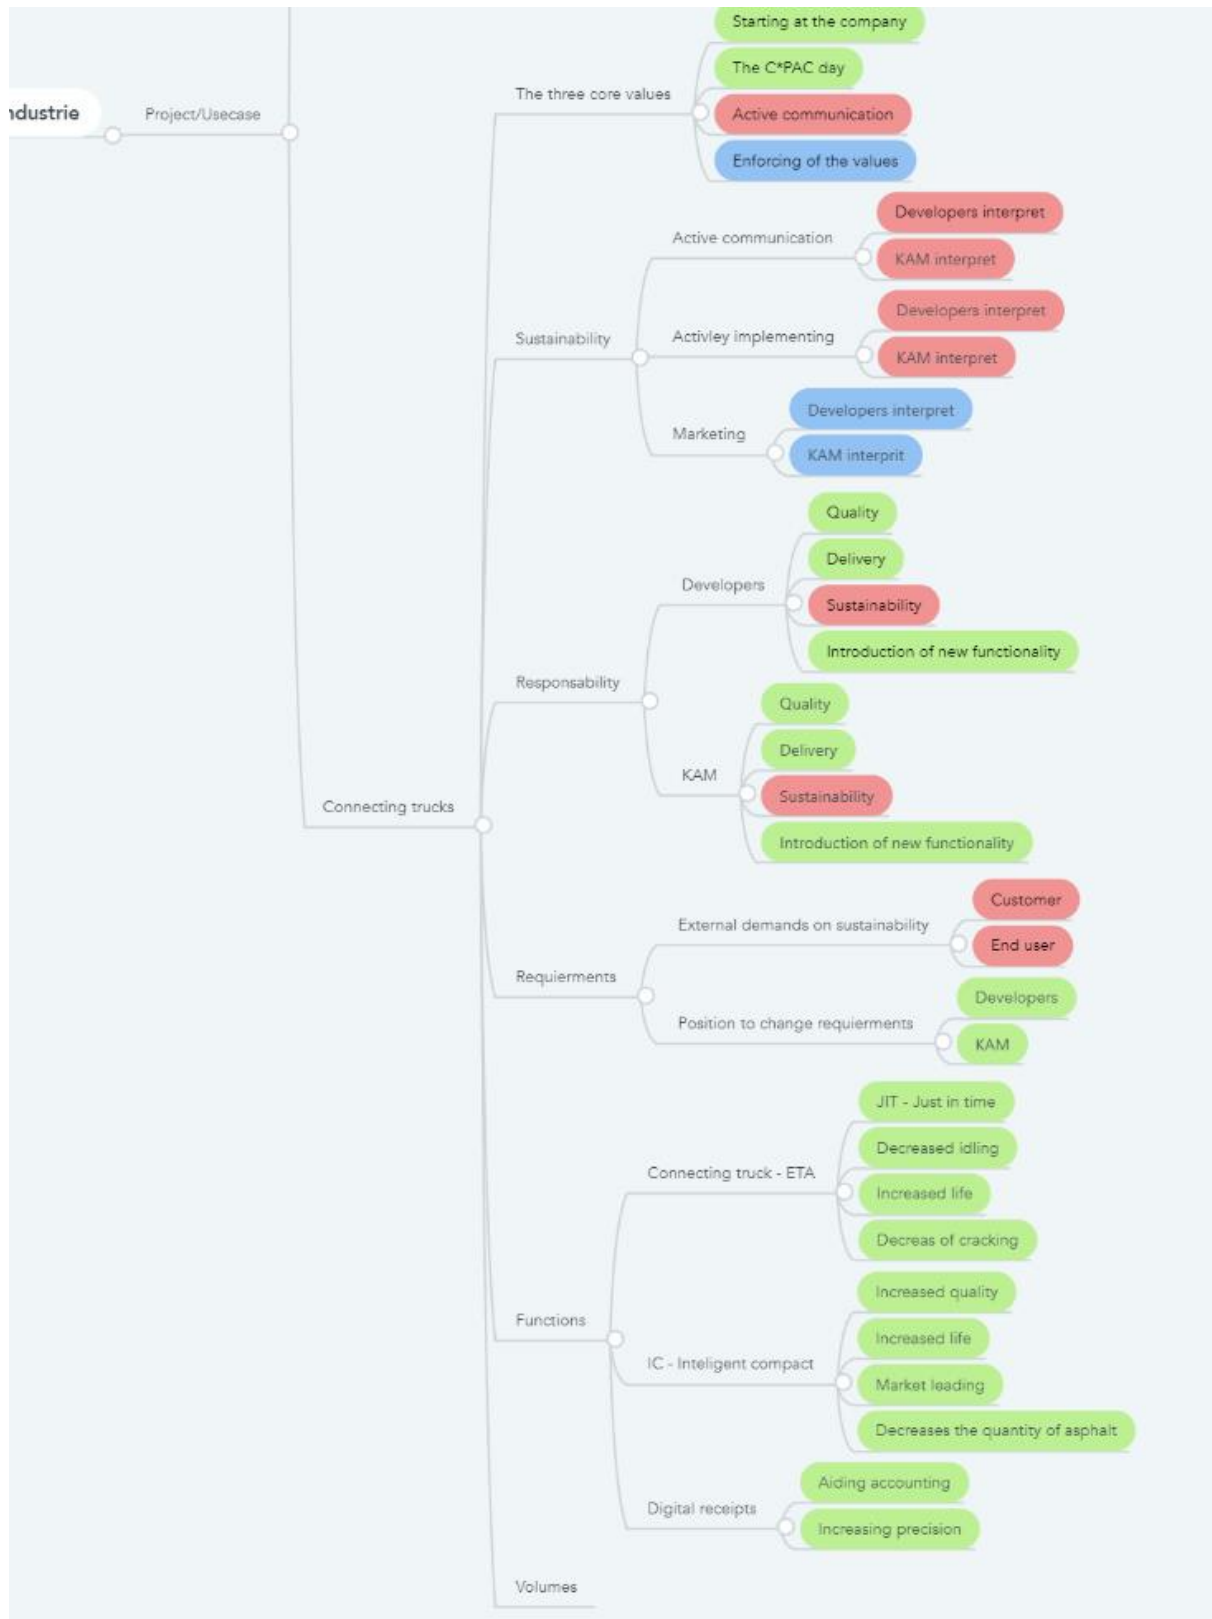 ndustrie
Project/Usecase
Connecting trucks
The three core values
Starting at the company
The C*PAC day
Active communication
Enforcing of the values
Sustainability
Active communication
Developers interpret
KAM interpret
Activley implementing
Developers interpret
KAM interpret
Marketing
Developers interpret
KAM interprit
Responsability
Developers
Quality
Delivery
Sustainability
Introduction of new functionality
KAM
Quality
Delivery
Sustainability
Introduction of new functionality
Requierments
External demands on sustainability
Customer
End user
Position to change requierments
Developers
KAM
Functions
Connecting truck - ETA
JIT - Just in time
Decreased idling
Increased life
Decreas of cracking
IC - Inteligent compact
Increased quality
Increased life
Market leading
Decreases the quantity of asphalt
Digital receipts
Aiding accounting
Increasing precision
Volumes